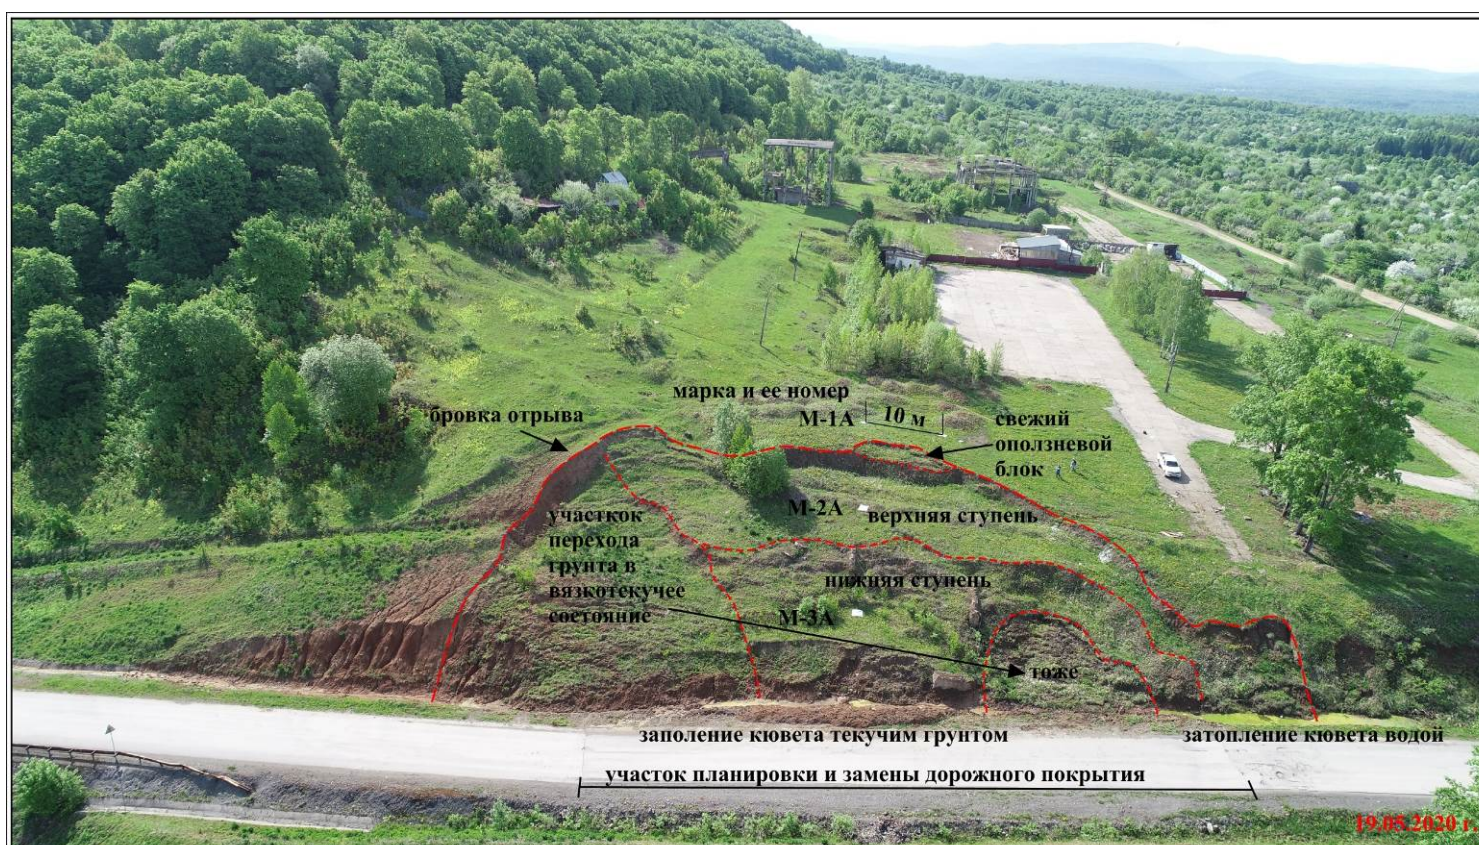 марка и ее номер
бровка отрыва
М-1А
10 м
свежий
оползневой
блок
М-2А
верхняя ступень
участкок
перехода
грунта в
вязкотекучее
состояние
нижняя ступень
М-3А
тоже
заполение кювета текучим грунтом
затопление кювета водой
участок планировки и замены дорожного покрытия
19.05.2020 г.